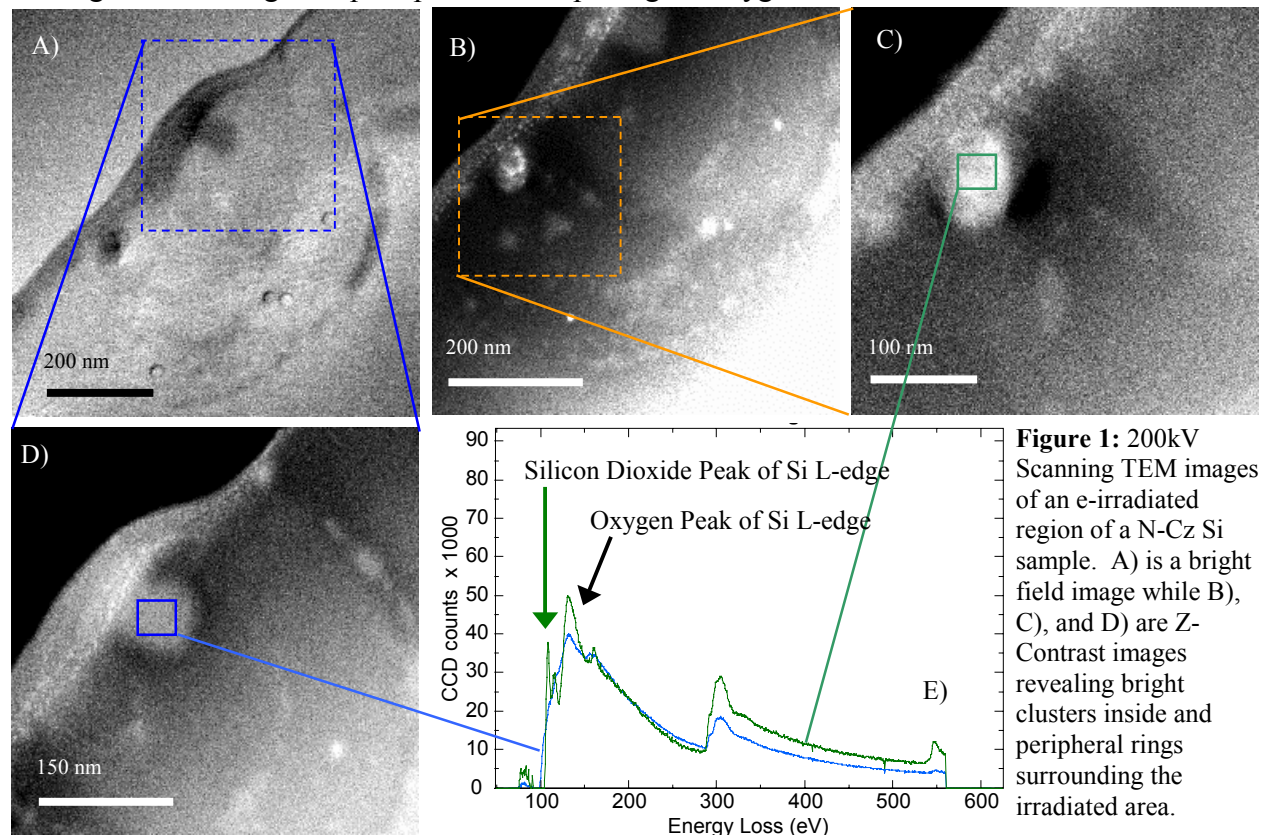 A)
B)
C)
200 nm
200 nm
100 nm
D)
150 nm
Silicon Dioxide Peak of Si L-edge
Oxygen Peak of Si L-edge
E)
CCD counts x 1000
90
80
70
60
50
40
30
20
10
0
100 200 300 400 500 600
Energy Loss (eV)
Figure 1: 200kV
Scanning TEM images
of an e-irradiated
region of a N-Cz Si
sample. A) is a bright
field image while B),
C), and D) are Z-
Contrast images
revealing bright
clusters inside and
peripheral rings
surrounding the
irradiated area.